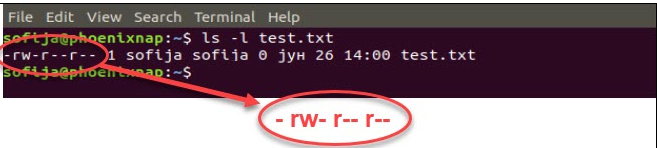 File Edit View Search Terminal Help
sofija@phoenixnap:~$ ls -l test.txt
-rw-r--r-- 1 sofija sofija 0 јун 26 14:00 test.txt
sofija@phoenixnap:~$
- rw- r-- r--